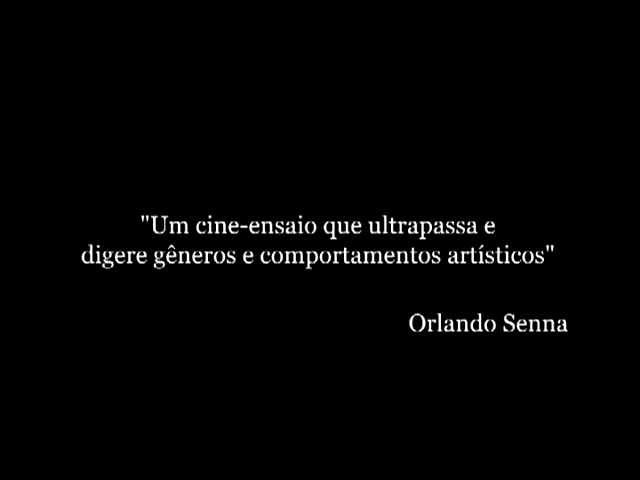 "Um cine-ensaio que ultrapassa e
digere gêneros e comportamentos artísticos"
Orlando Senna